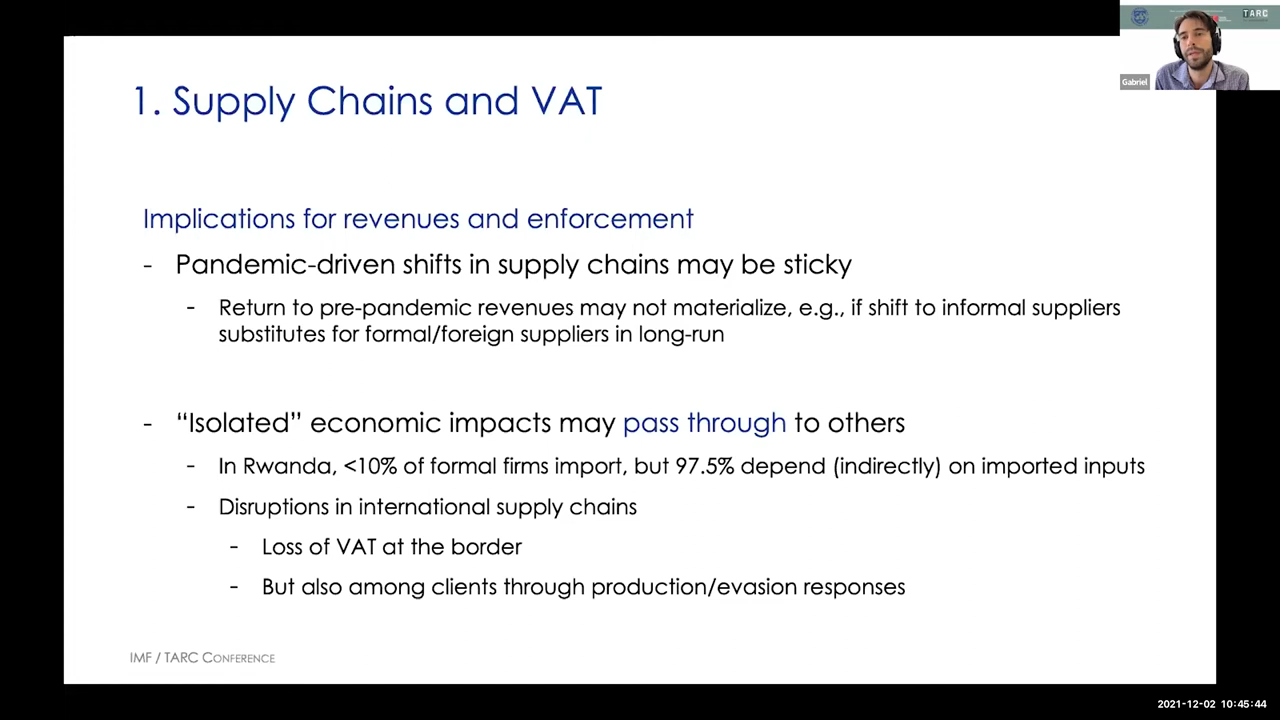 TARC
Gabriel
1. Supply Chains and VAT
Implications for revenues and enforcement
- Pandemic-driven shifts in supply chains may be sticky
- Return to pre-pandemic revenues may not materialize, e.g., if shift to informal suppliers
substitutes for formal/foreign suppliers in long-run
- “Isolated” economic impacts may pass through to others
- In Rwanda, <10% of formal firms import, but 97.5% depend (indirectly) on imported inputs
- Disruptions in international supply chains
- Loss of VAT at the border
- But also among clients through production/evasion responses
IMF / TARC CONFERENCE
2021-12-02 10:45:44